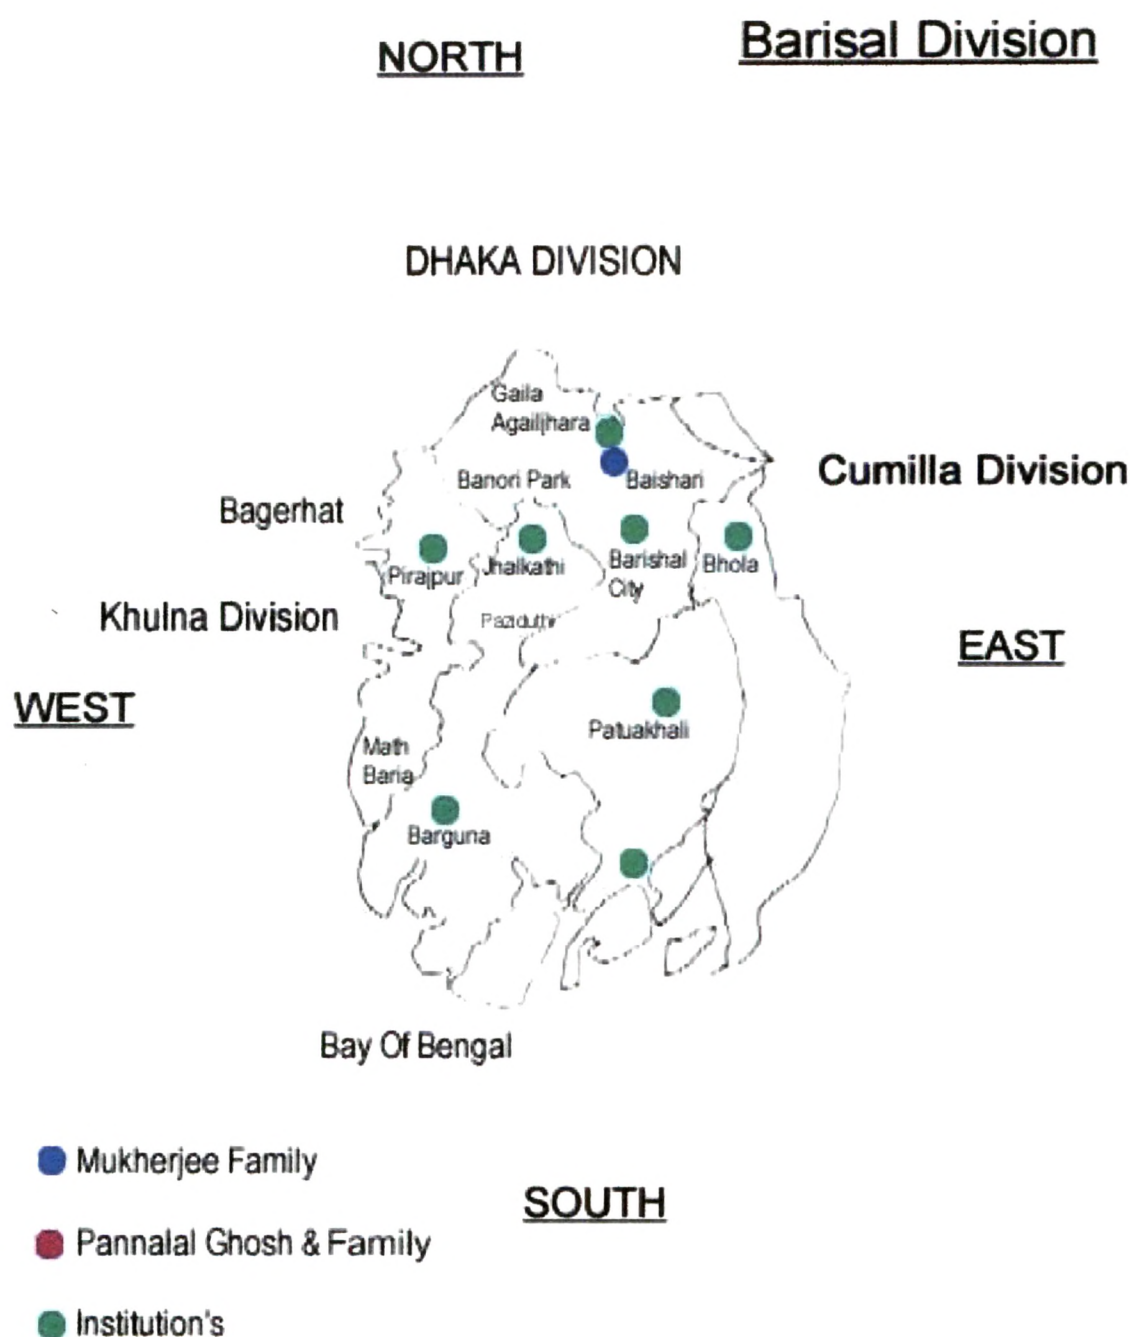 Barisal Division
NORTH
DHAKA DIVISION
Gaila
Agailjhara
Banori Park
Baishari
Cumilla Division
Bagerhat
Pirajpur
Jhalkathi
Barishal
City
Bhola
Khulna Division
EAST
WEST
Patuakhali
Math
Baria
Barguna
Bay Of Bengal
Mukherjee Family
SOUTH
Pannalal Ghosh & Family
Institution's